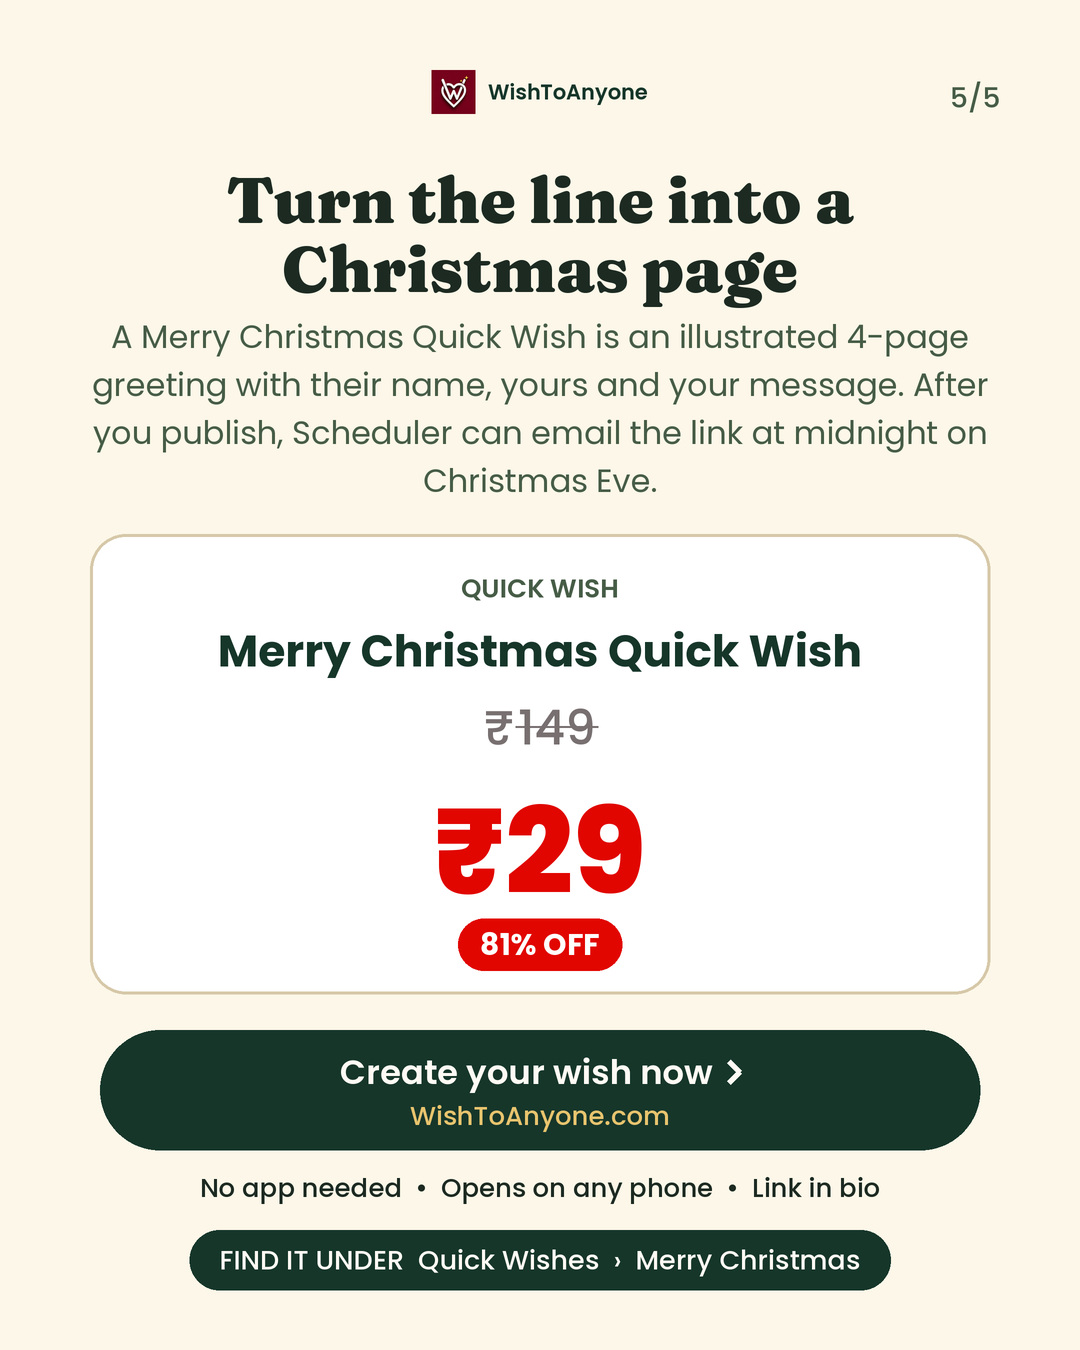 WishToAnyone
5/5
Turn the line into a
Christmas page
A Merry Christmas Quick Wish is an illustrated 4-page
greeting with their name, yours and your message. After
you publish, Scheduler can email the link at midnight on
Christmas Eve.
QUICK WISH
Merry Christmas Quick Wish
₹149
₹29
81% OFF
Create your wish now ›
WishToAnyone.com
No app needed • Opens on any phone • Link in bio
FIND IT UNDER Quick Wishes › Merry Christmas